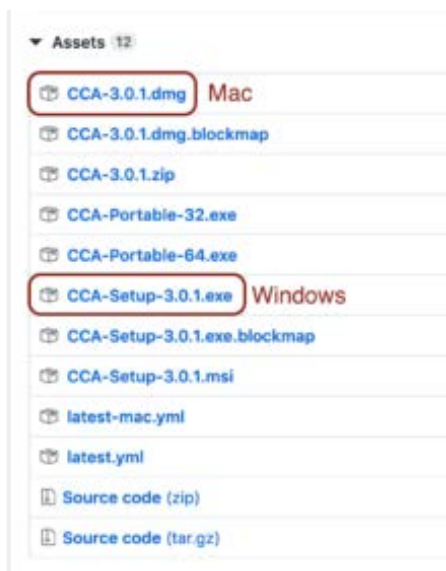 Assets 12
CCA-3.0.1.dmg Mac
CCA-3.0.1.dmg.blockmap
CCA-3.0.1.zip
CCA-Portable-32.exe
CCA-Portable-64.exe
CCA-Setup-3.0.1.exe Windows
CCA-Setup-3.0.1.exe.blockmap
CCA-Setup-3.0.1.msi
latest-mac.yml
latest.yml
Source code (zip)
Source code (tar.gz)